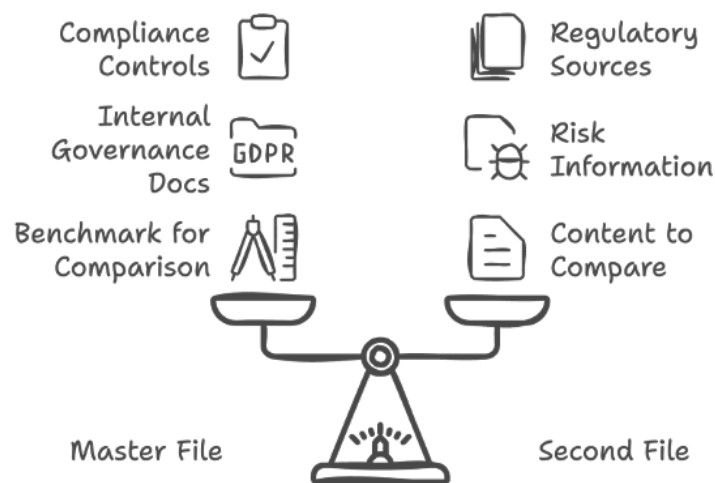 Compliance
Controls
Internal
Governance
Docs
GDPR
Benchmark for
Comparison
Regulatory
Sources
Risk
Information
Content to
Compare
Master File
Second File